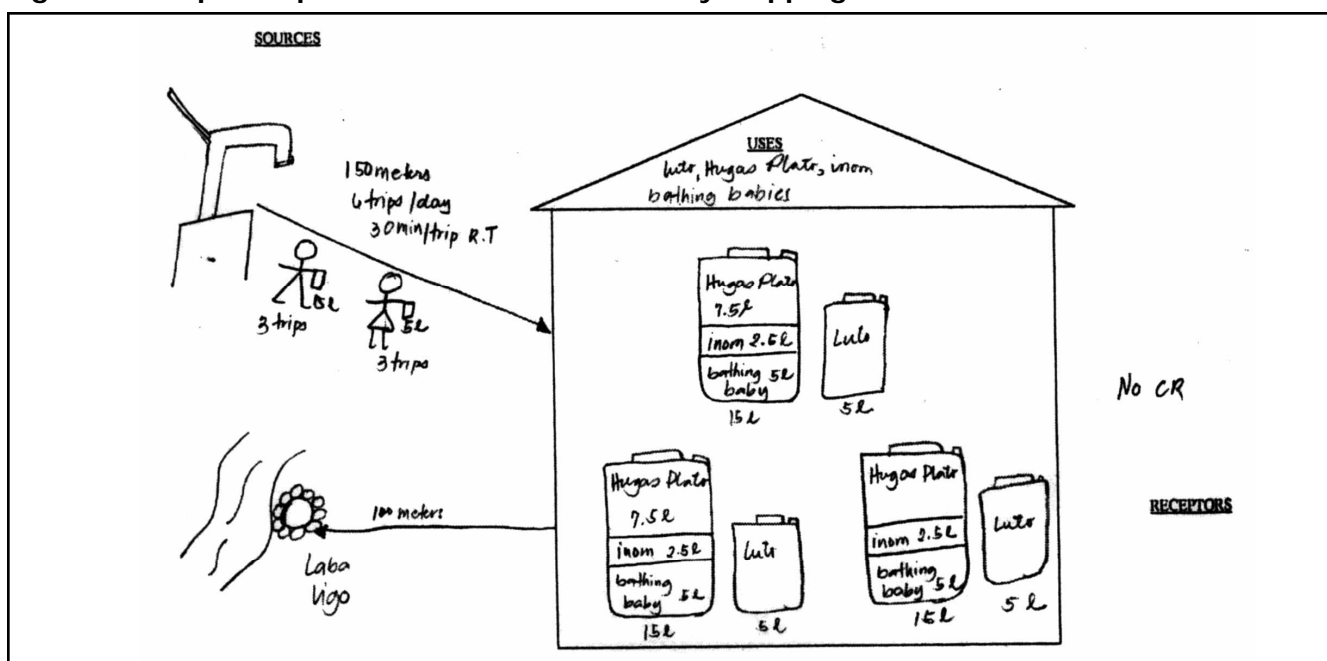 SOURCES
150 meters
6 trips/day
30min/trip R.T
15l
3 trips
5l
3 trips
USES
luto, Hugas Plato, inom
bathing babies
Hugas Plato
7.5l
inom 2.5l
bathing 5l
baby
15l
Luto
5l
No CR
Hugas Plato
7.5l
inom 2.5l
bathing 5l
baby
15l
Luto
5l
Hugas Plato
inom 2.5l
bathing 5l
baby
15l
Luto
5l
RECEPTORS
100 meters
Laba
ligo